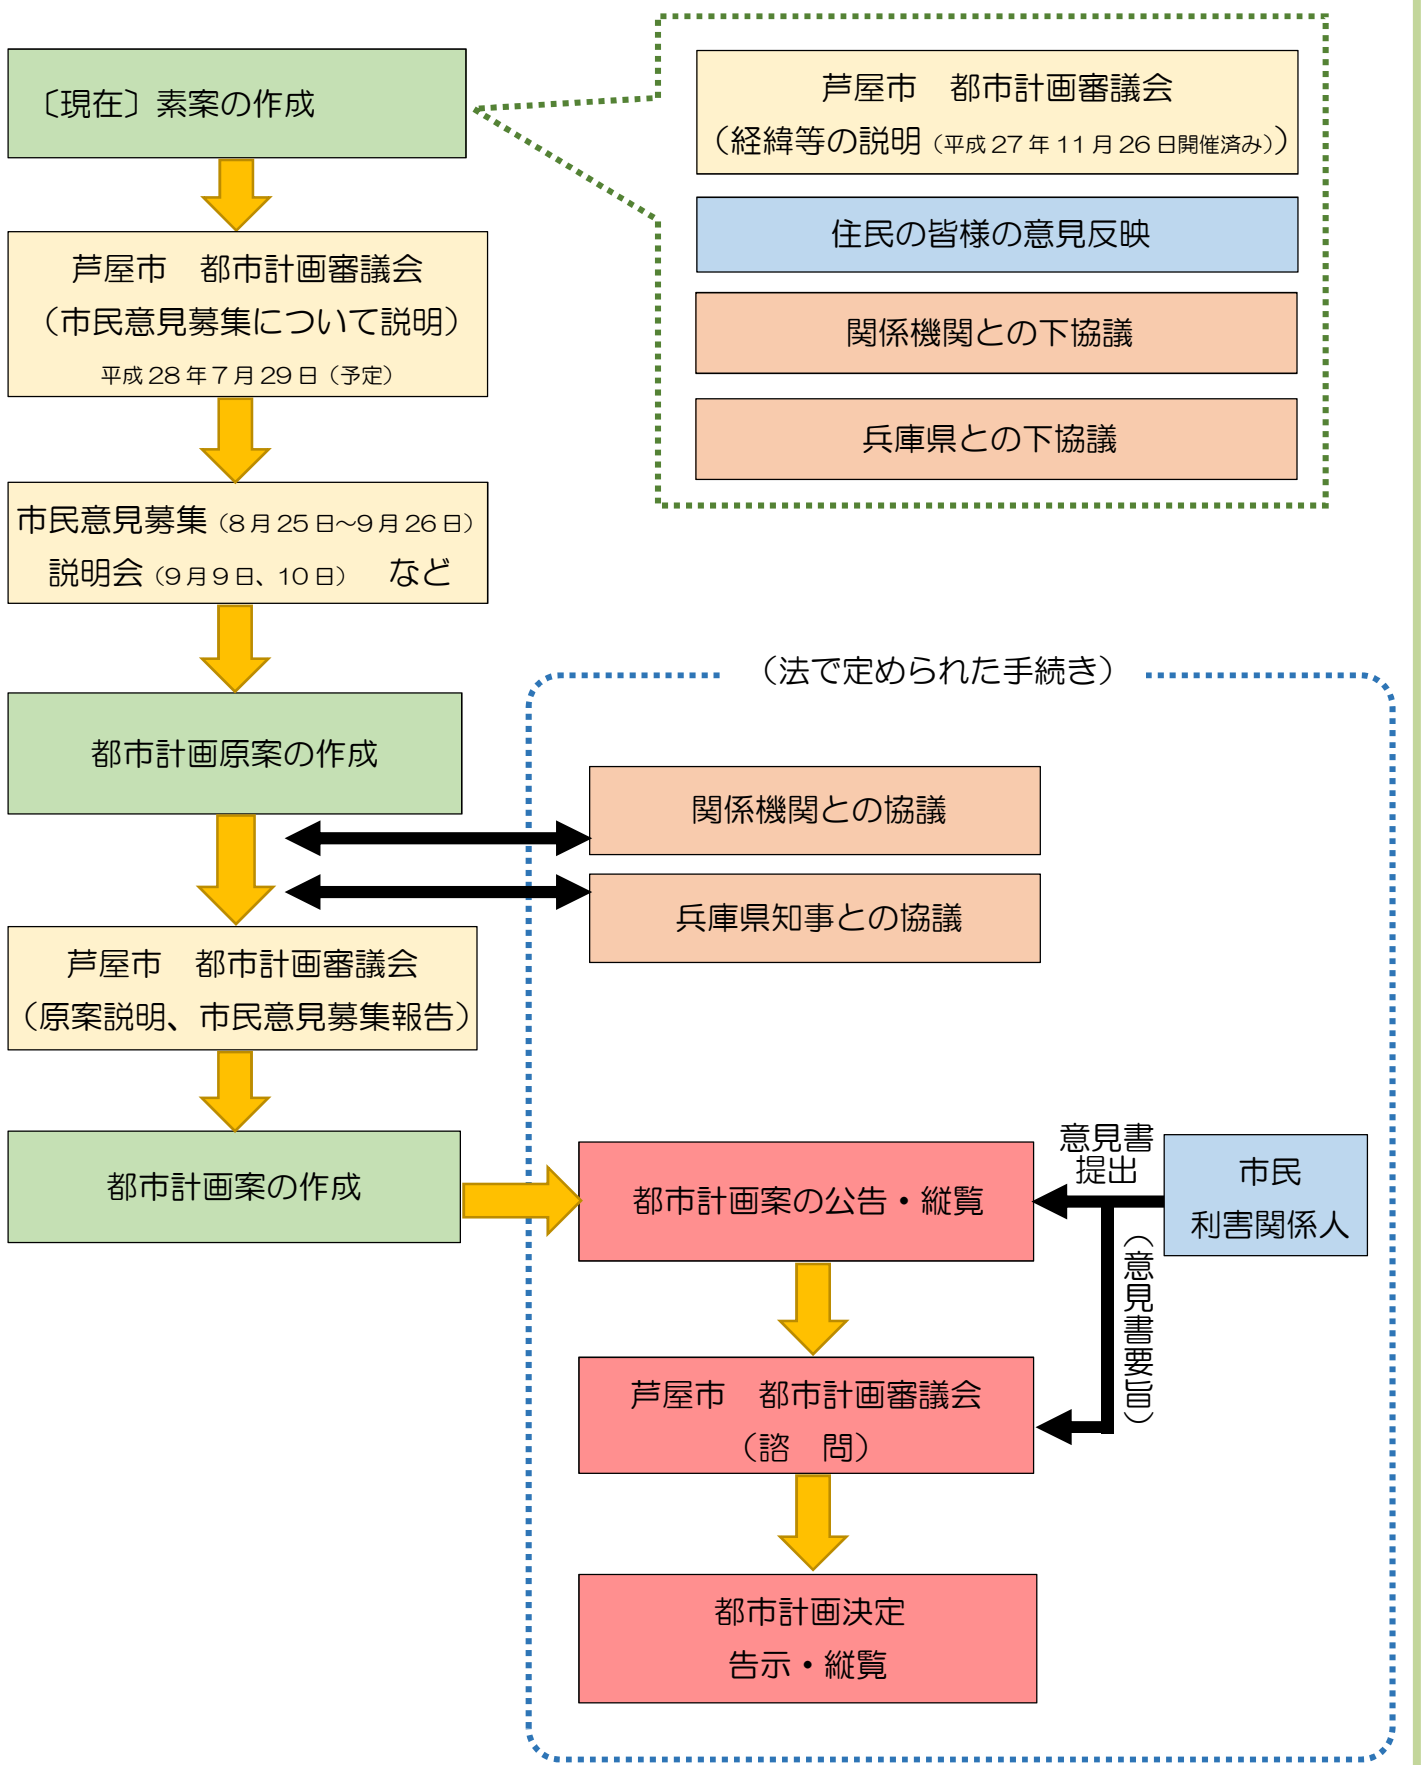 〔現在〕素案の作成
芦屋市　都市計画審議会
（経緯等の説明（平成27年11月26日開催済み））
住民の皆様の意見反映
関係機関との下協議
兵庫県との下協議
芦屋市　都市計画審議会
（市民意見募集について説明）
平成28年7月29日（予定）
市民意見募集（8月25日～9月26日）
説明会（9月9日、10日）　など
都市計画原案の作成
（法で定められた手続き）
関係機関との協議
兵庫県知事との協議
芦屋市　都市計画審議会
（原案説明、市民意見募集報告）
都市計画案の作成
都市計画案の公告・縦覧
意見書
提出
市民
利害関係人
（意見書要旨）
芦屋市　都市計画審議会
（諮　問）
都市計画決定
告示・縦覧